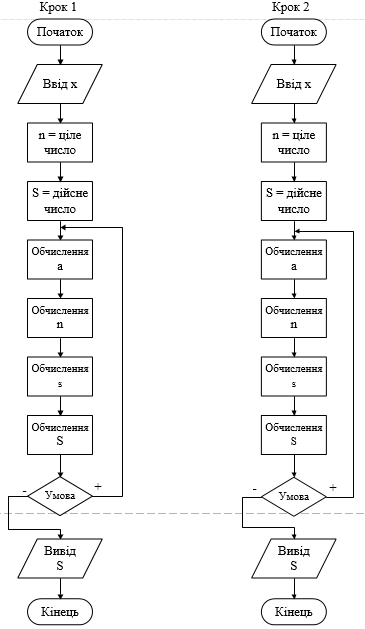 Крок 1
Початок
Ввід x
n = ціле
число
S = дійсне
число
Обчислення
a
Обчислення
n
Обчислення
s
Обчислення
S
Умова
-
+
Вивід
S
Кінець
Крок 2
Початок
Ввід x
n = ціле
число
S = дійсне
число
Обчислення
a
Обчислення
n
Обчислення
s
Обчислення
S
Умова
-
+
Вивід
S
Кінець